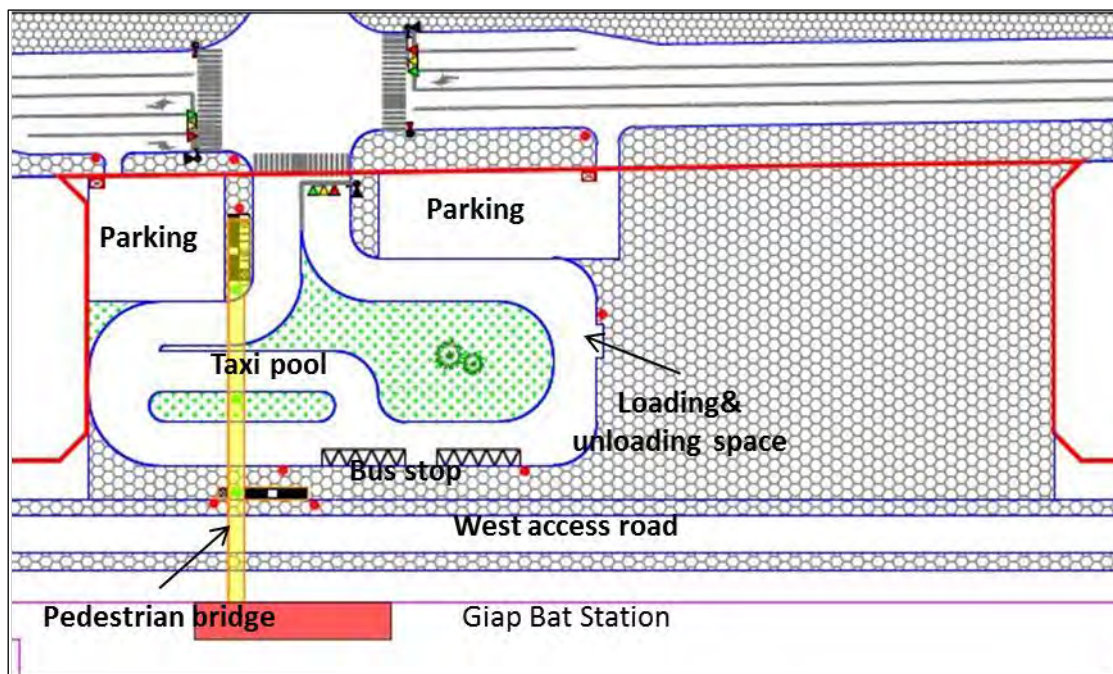 Parking
Parking
Taxi pool
Loading&
unloading space
Bus stop
West access road
Pedestrian bridge
Giap Bat Station